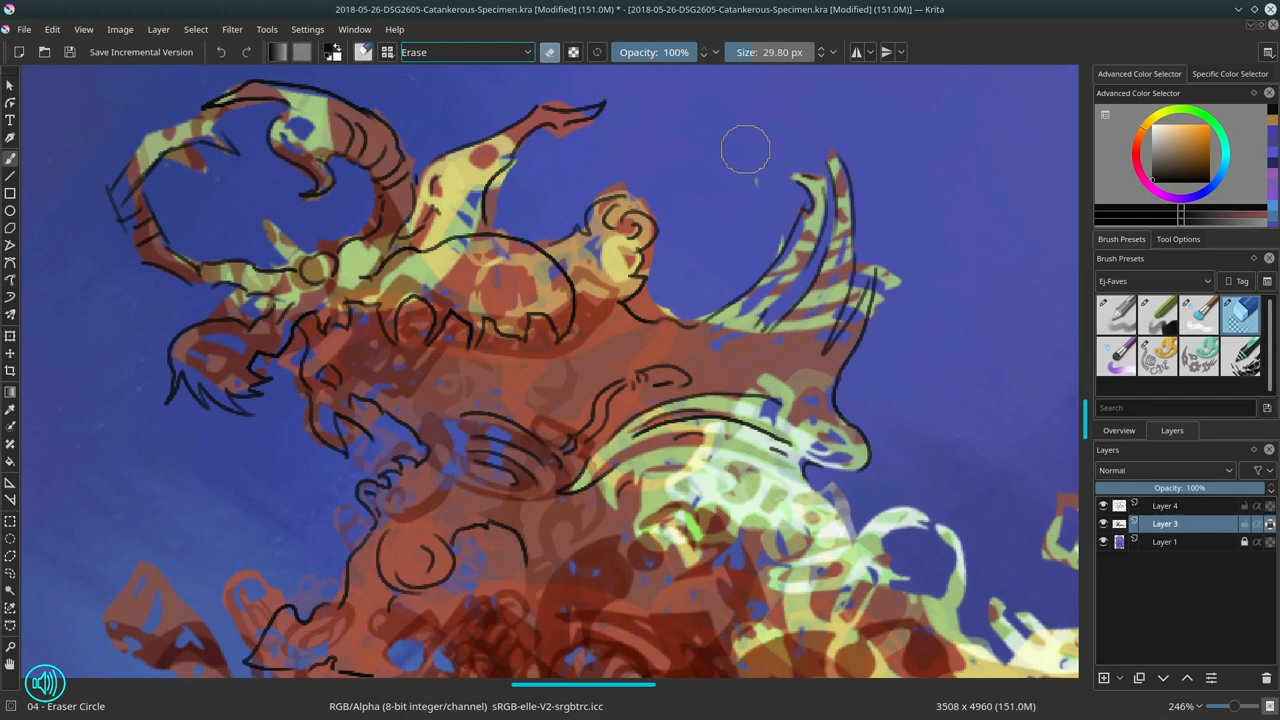 2018-05-26-DSG2605-Catankerous-Specimen.kra [Modified] (151.0M) * - [2018-05-26-DSG2605-Catankerous-Specimen.kra [Modified] (151.0M)] - Krita
File Edit View Image Layer Select Filter Tools Settings Window Help
Save Incremental Version
Erase
Opacity: 100%
Size: 29.80 px
Advanced Color Selector Specific Color Selector
Advanced Color Selector
Brush Presets Tool Options
Brush Presets
Ej-Faves
Tag
Search
Overview Layers
Layers
Normal
Opacity: 100%
Layer 4
Layer 3
Layer 1
04 - Eraser Circle
RGB/Alpha (8-bit integer/channel) sRGB-elle-V2-srgbtrc.icc
3508 x 4960 (151.0M)
246%